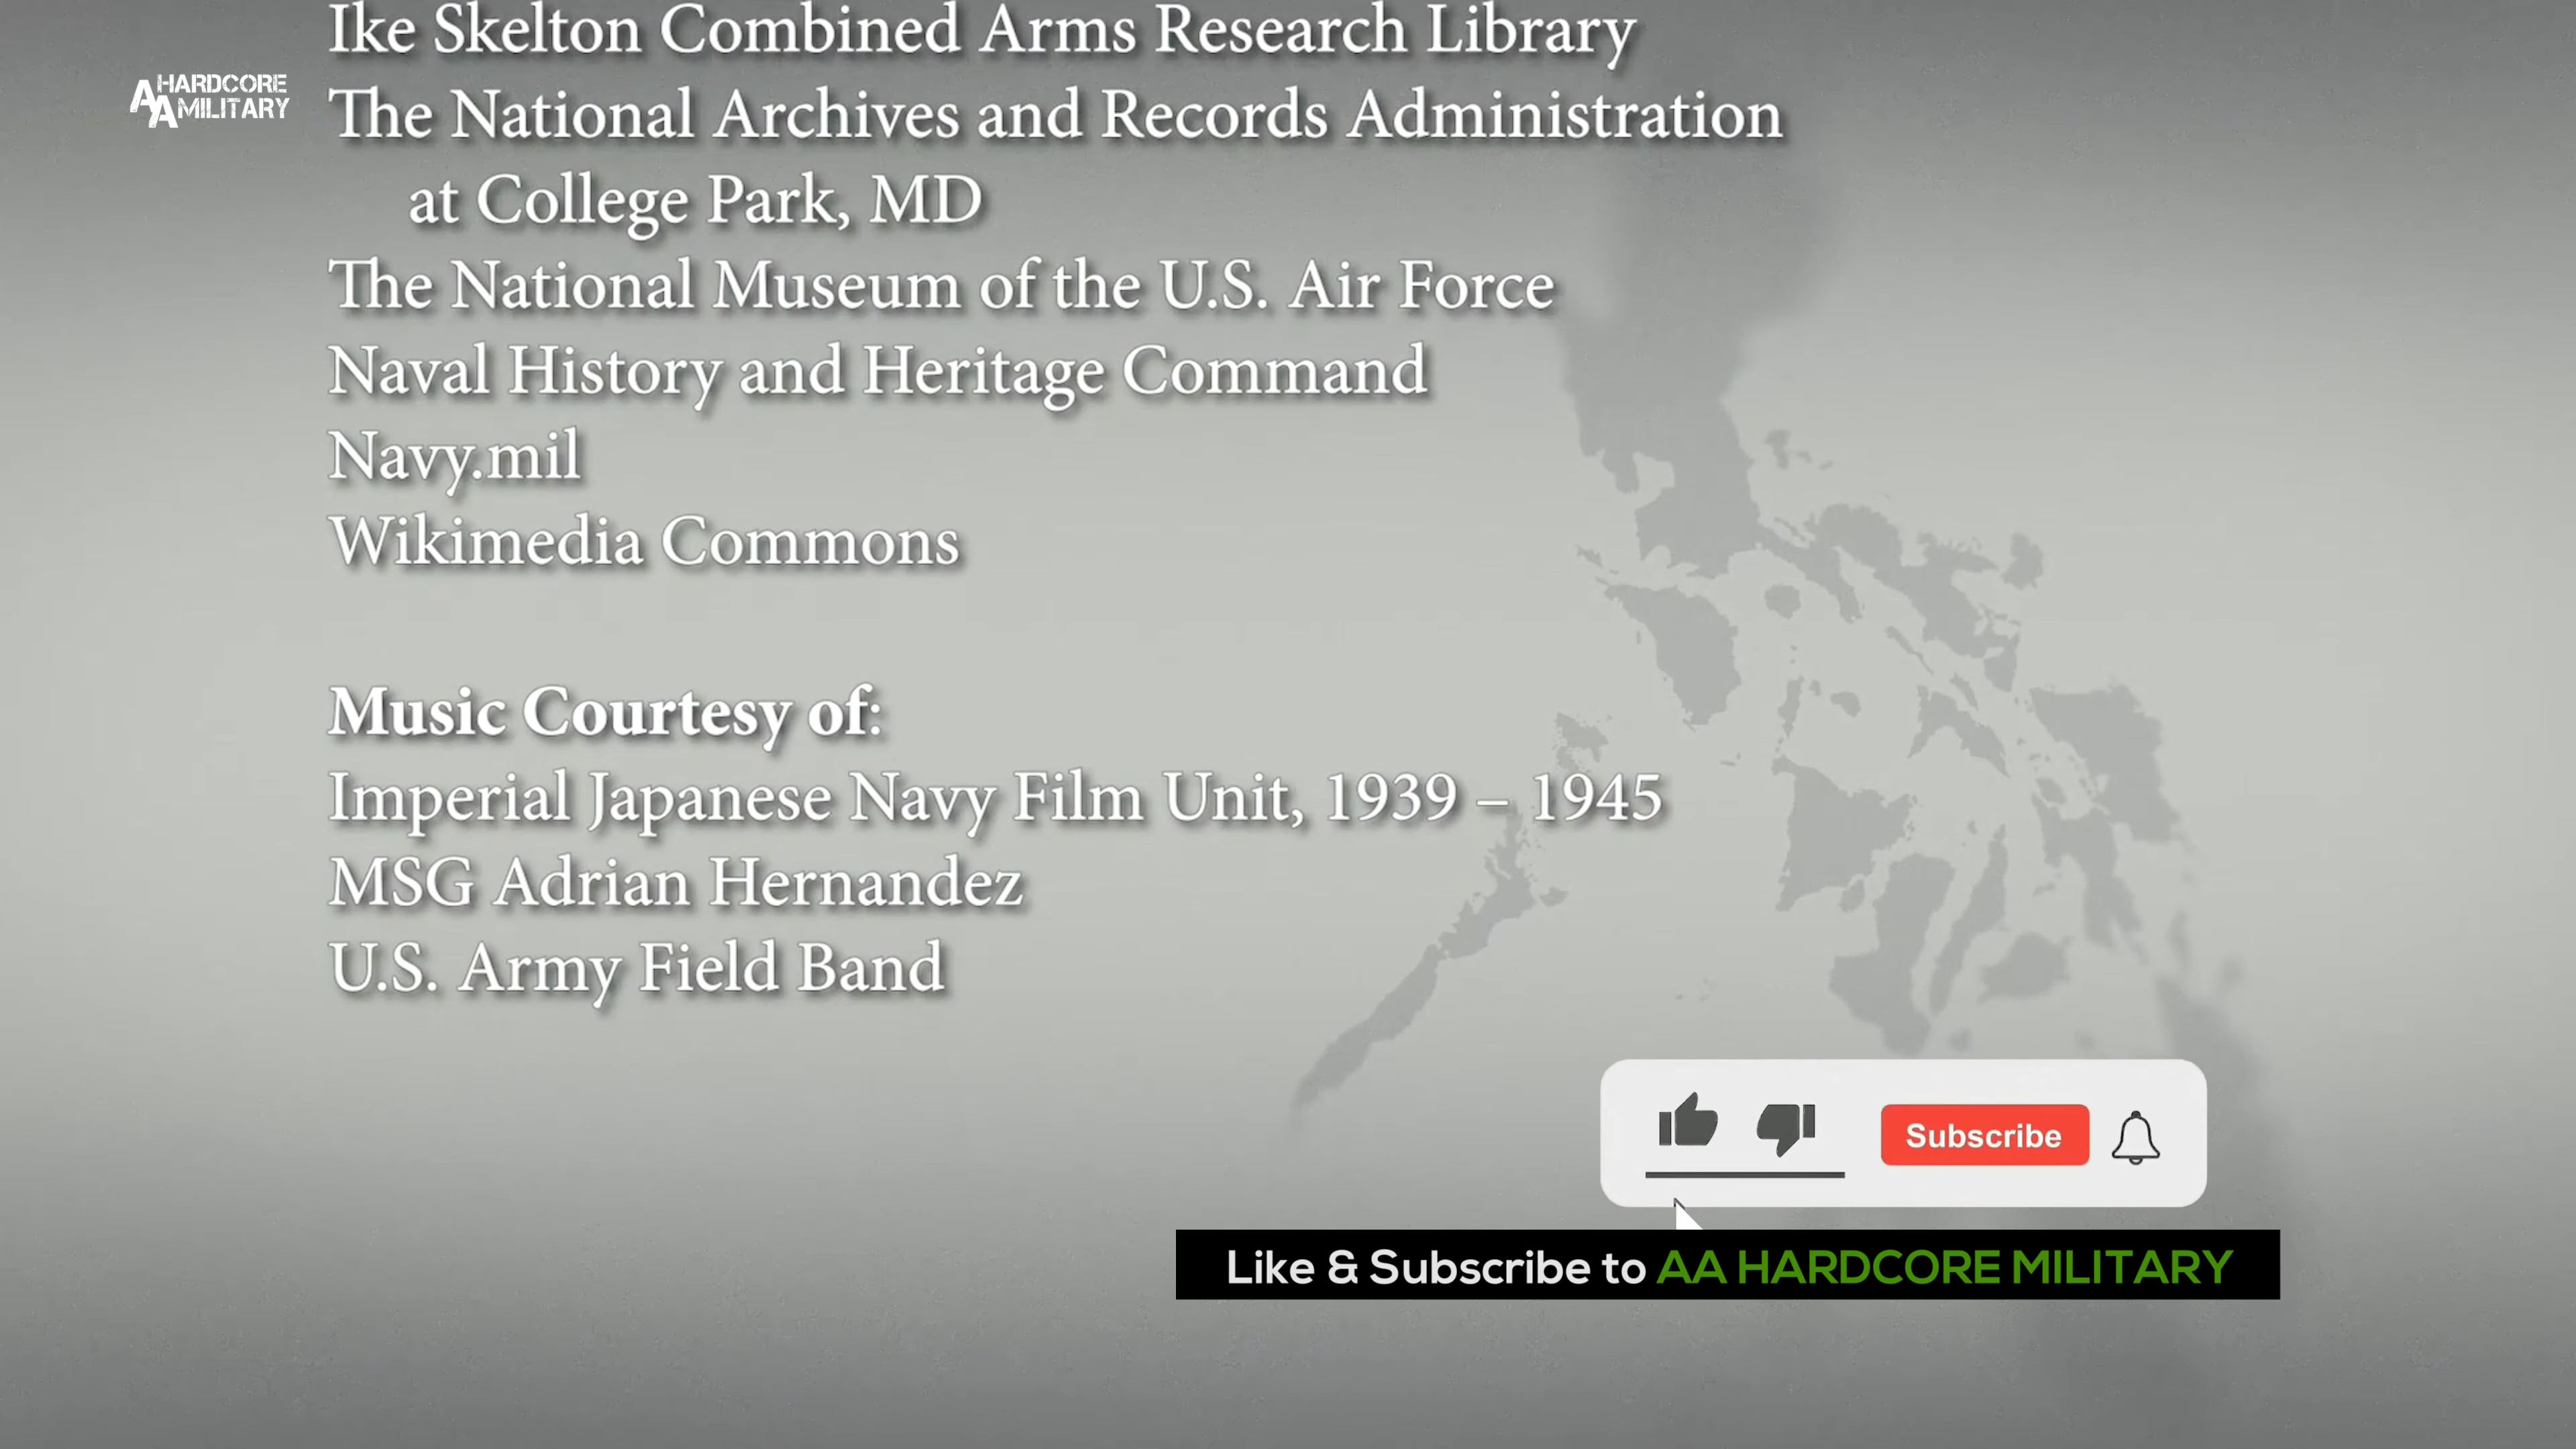 Ike Skelton Combined Arms Research Library
AA HARDCORE
MILITARY
The National Archives and Records Administration
at College Park, MD
The National Museum of the U.S. Air Force
Naval History and Heritage Command
Navy.mil
Wikimedia Commons
Music Courtesy of:
Imperial Japanese Navy Film Unit, 1939 – 1945
MSG Adrian Hernandez
U.S. Army Field Band
Subscribe
Like & Subscribe to AA HARDCORE MILITARY